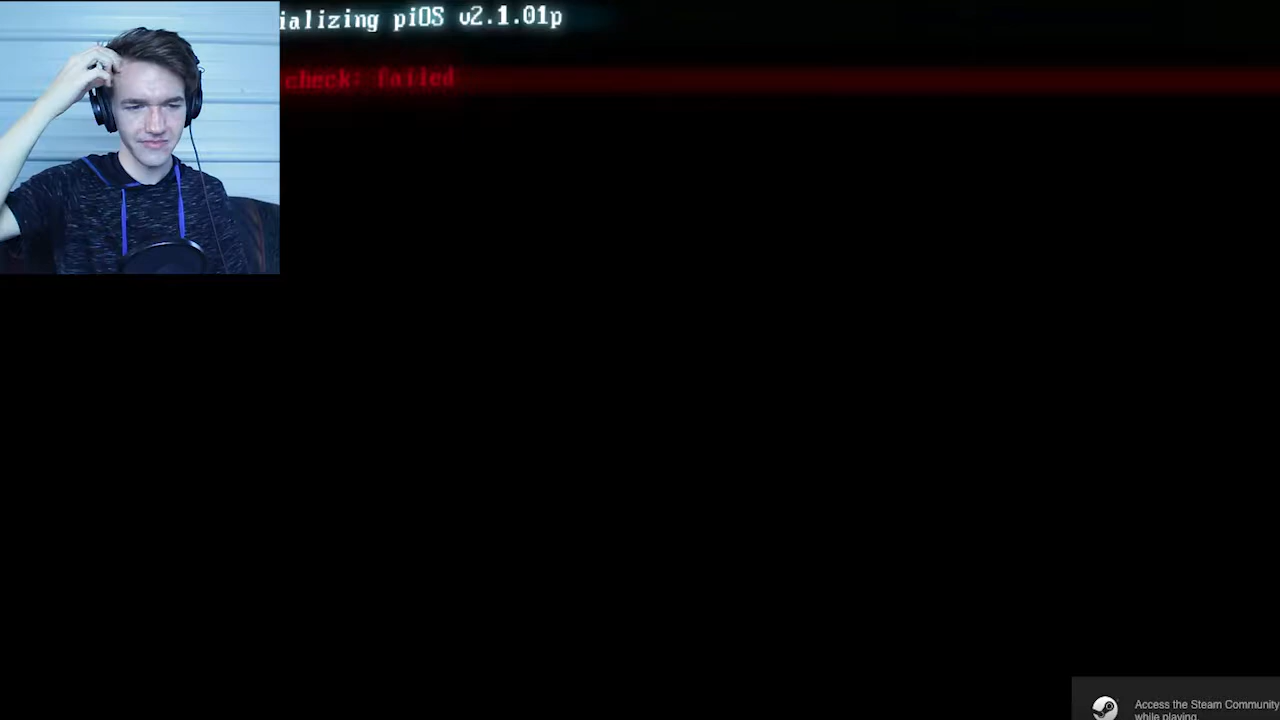 ializing piOS v2.1.01p
check: failed
Access the Steam Community
while playing.